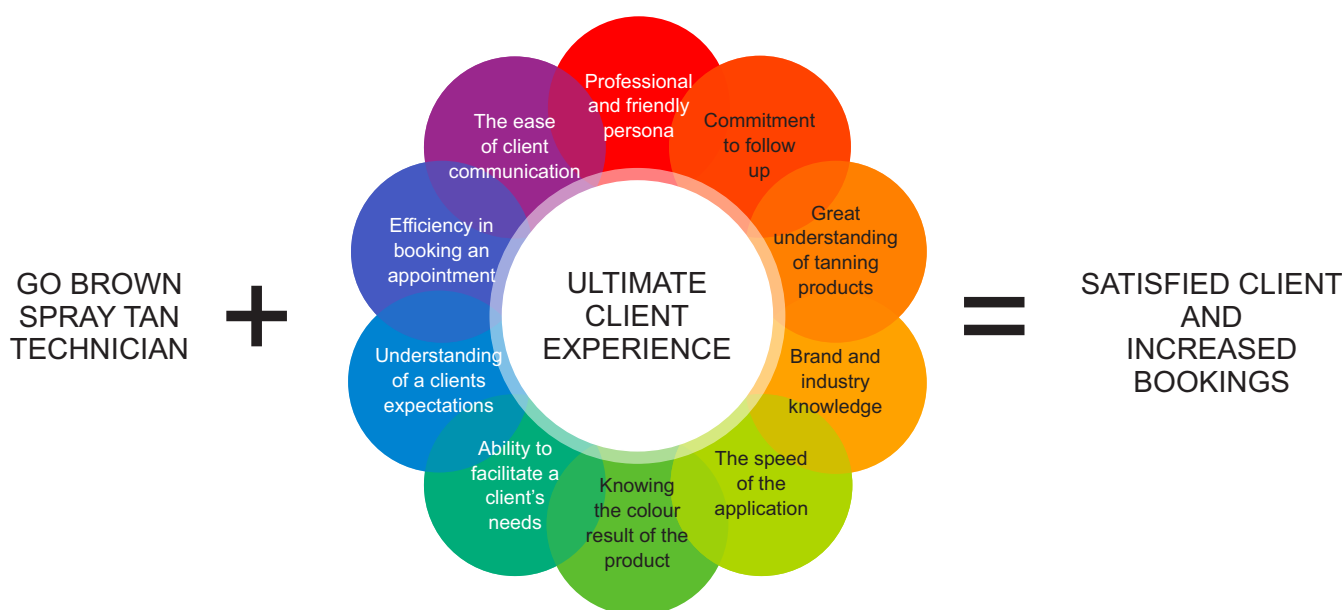 GO BROWN
SPRAY TAN
TECHNICIAN
+
Professional
and friendly
persona
Commitment
to follow
up
Great
understanding
of tanning
products
Brand and
industry
knowledge
The speed
of the
application
Knowing
the colour
result of the
product
Ability to
facilitate a
client's
needs
Understanding
of a clients
expectations
Efficiency in
booking an
appointment
The ease
of client
communication
ULTIMATE
CLIENT
EXPERIENCE
=
SATISFIED CLIENT
AND
INCREASED
BOOKINGS